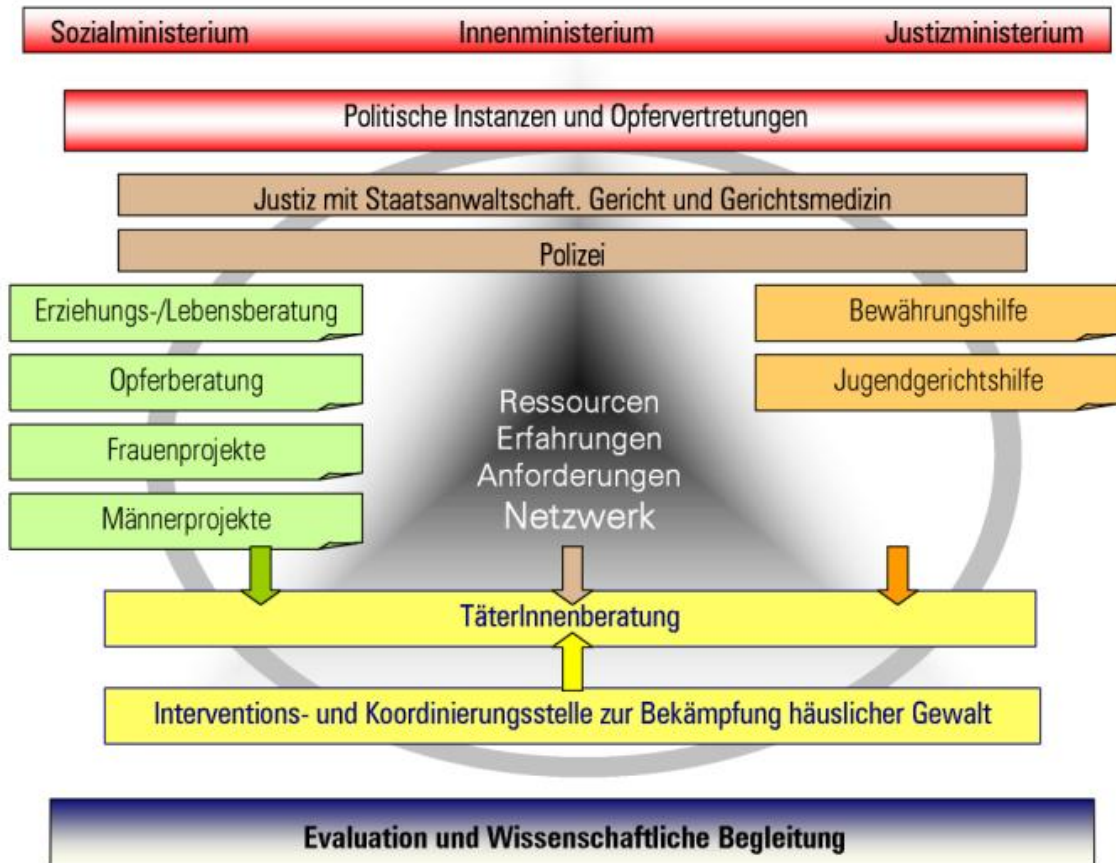 Sozialministerium Innenministerium Justizministerium
Politische Instanzen und Opfervertretungen
Justiz mit Staatsanwaltschaft. Gericht und Gerichtsmedizin
Polizei
Erziehungs-/Lebensberatung
Opferberatung
Frauenprojekte
Männerprojekte
Bewährungshilfe
Jugendgerichtshilfe
Ressourcen
Erfahrungen
Anforderungen
Netzwerk
TäterInnenberatung
Interventions- und Koordinierungsstelle zur Bekämpfung häuslicher Gewalt
Evaluation und Wissenschaftliche Begleitung